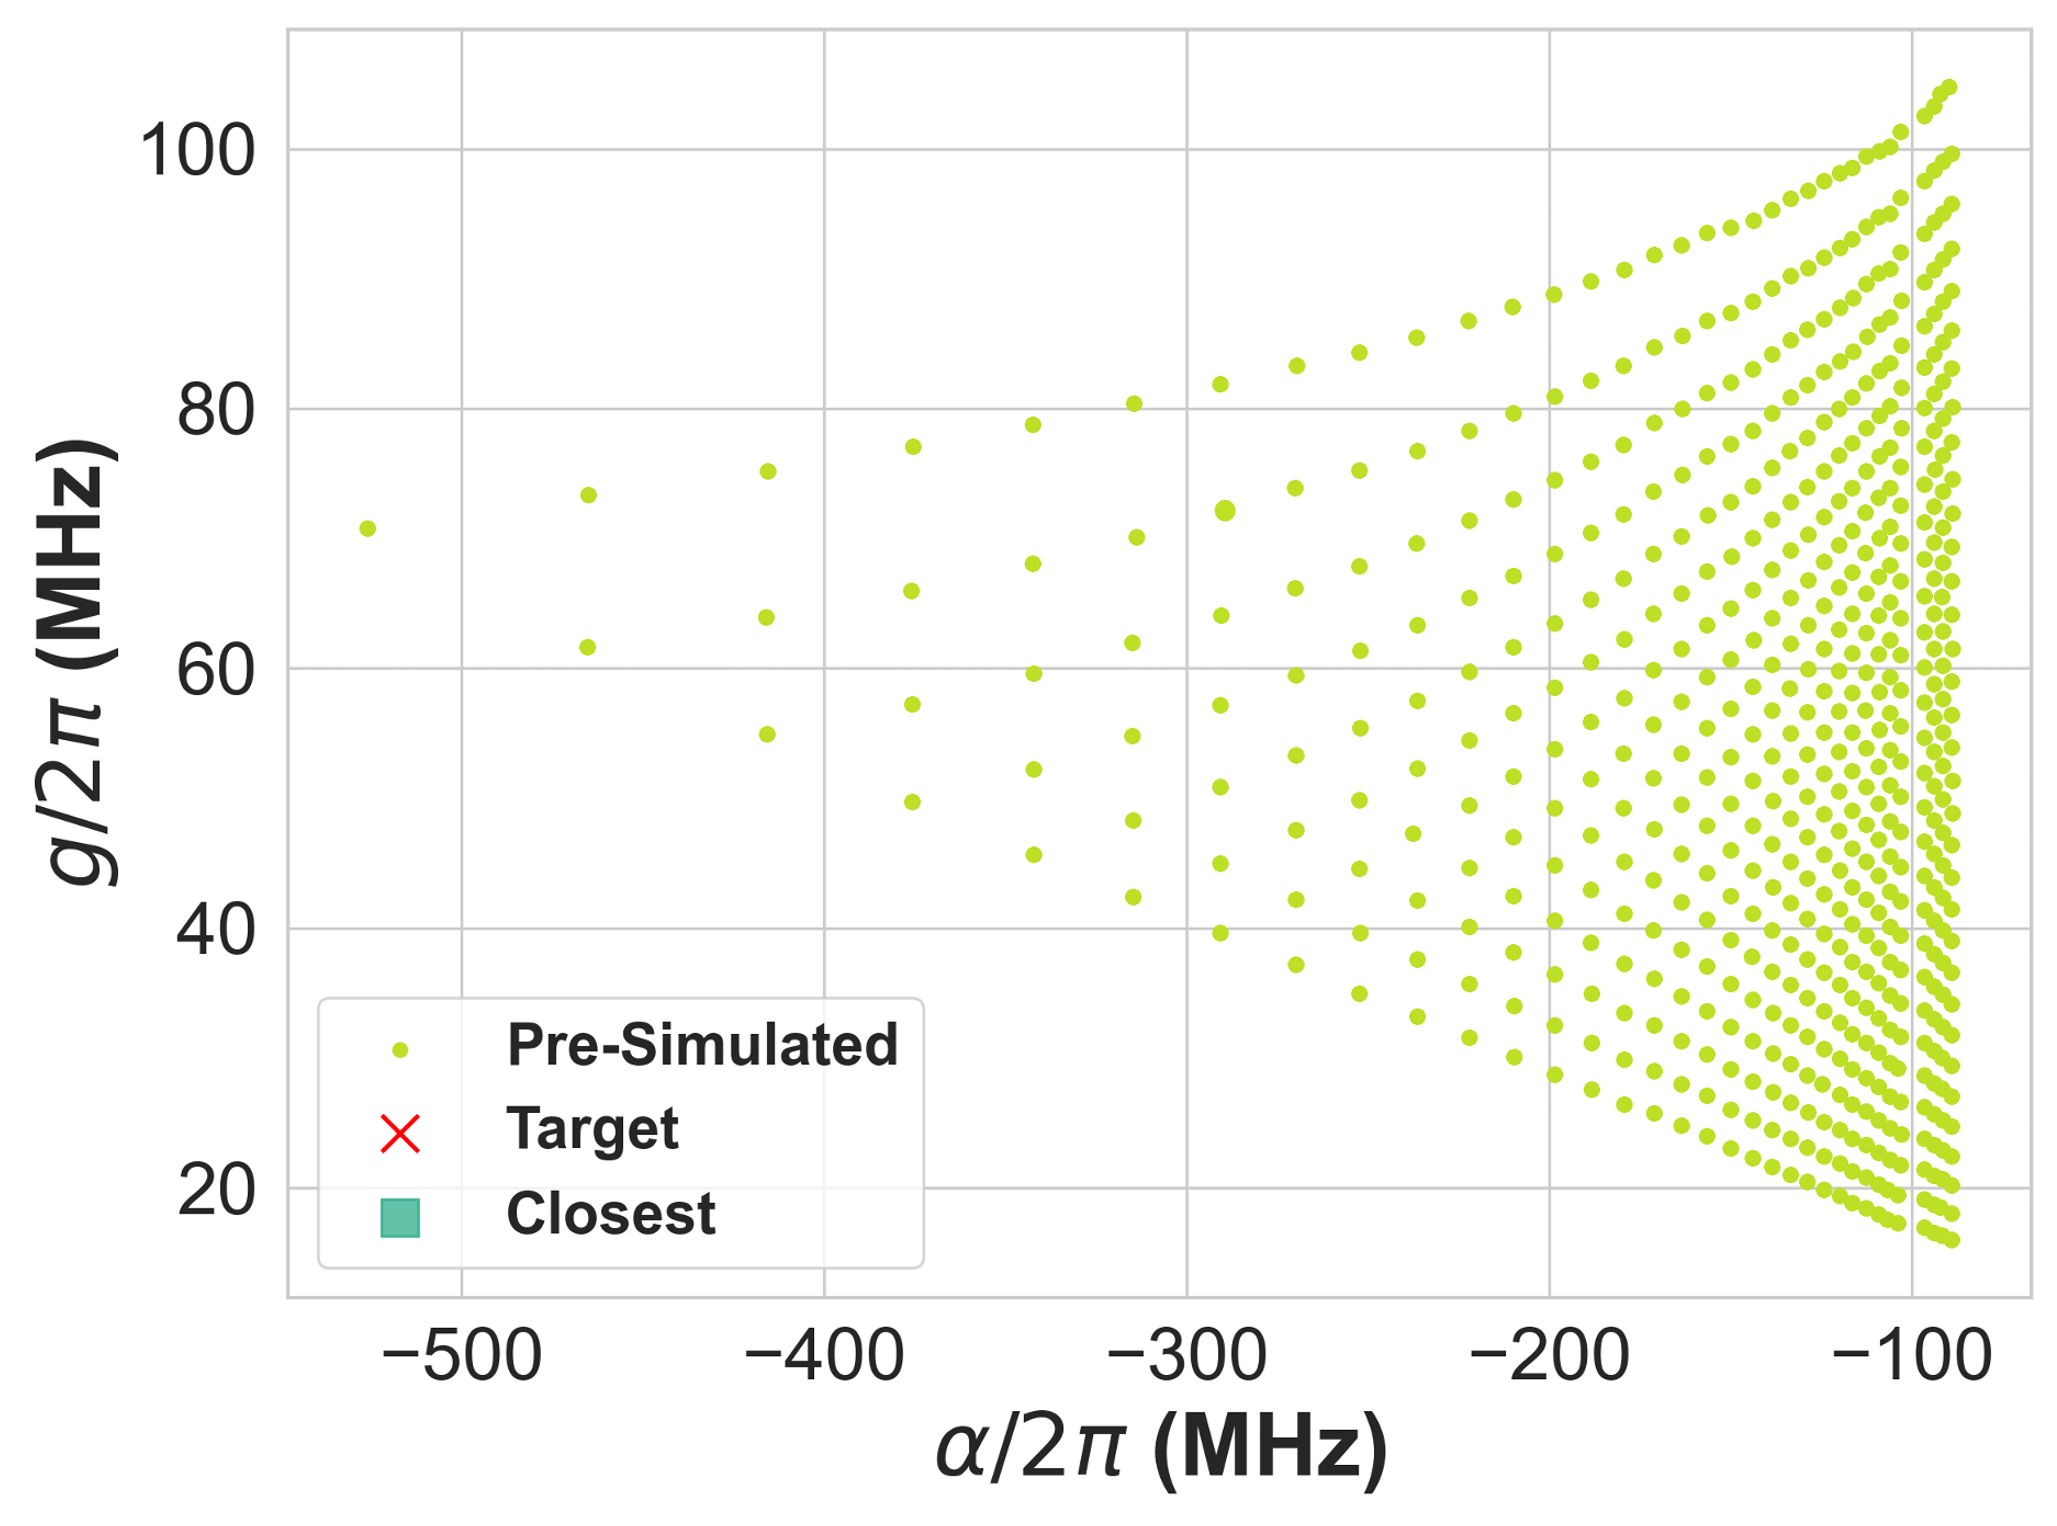 100
80
60
40
20
g/2π (MHz)
Pre-Simulated
Target
Closest
−500 −400 −300 −200 −100
α/2π (MHz)